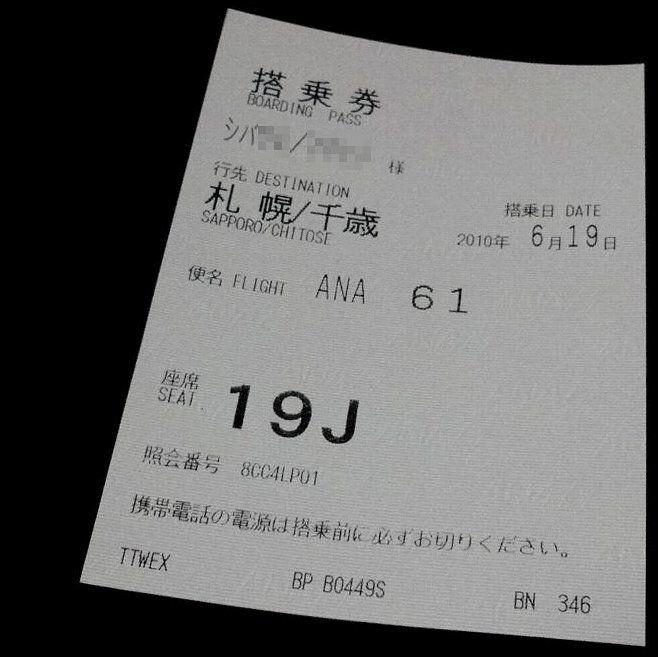 搭乗券
BOARDING PASS
シバ / 様
行先 DESTINATION
札幌/千歳
SAPPORO/CHITOSE
搭乗日 DATE
2010年 6月19日
便名 FLIGHT ANA 61
座席
SEAT 19J
照会番号 8CC4LP01
携帯電話の電源は搭乗前に必ずお切りください。
TTWEX BP B0449S BN 346